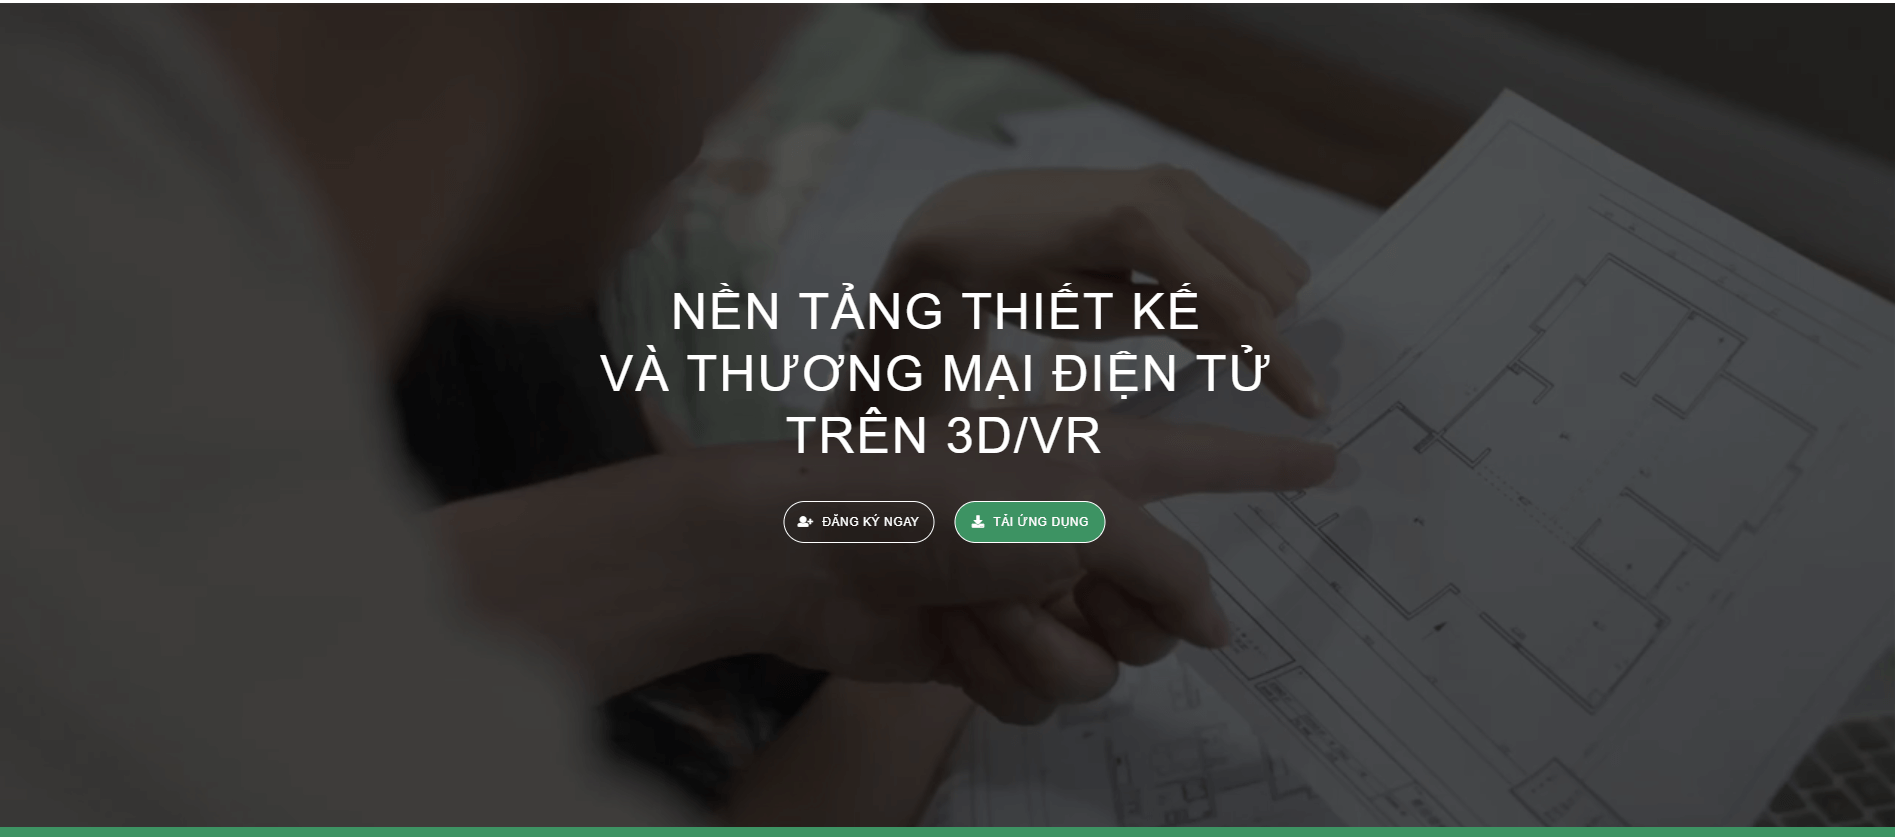 NỀN TẢNG THIẾT KẾ
VÀ THƯƠNG MẠI ĐIỆN TỬ
TRÊN 3D/VR
ĐĂNG KÝ NGAY
TẢI ỨNG DỤNG